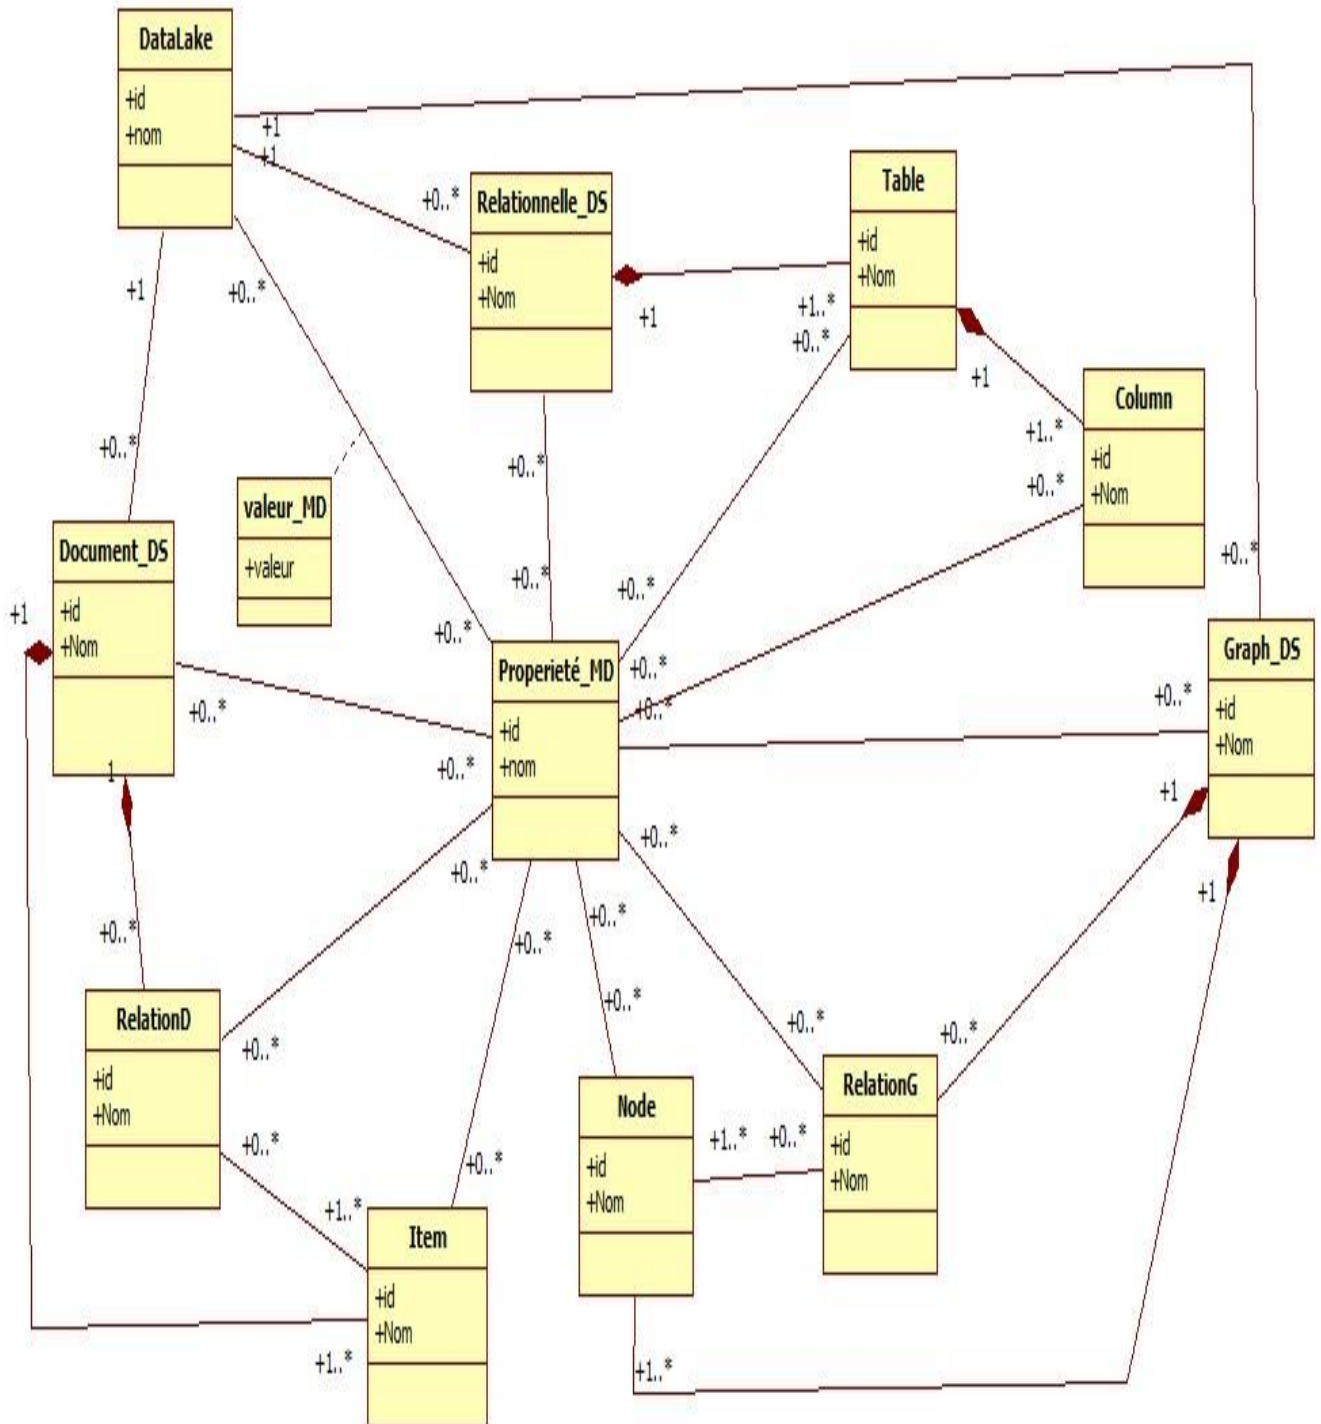 DataLake
+id
+nom
+1
+1
+0..*
Relationnelle_DS
+id
+Nom
+1
Table
+id
+Nom
+1..*
+0..*
+1
+0..*
+1
Column
+id
+Nom
+1..*
+0..*
+0..*
+0..*
+0..*
valeur_MD
+valeur
+0..*
+0..*
+0..*
Document_DS
+id
+Nom
+1
1
+0..*
Properieté_MD
+id
+nom
+0..*
+0..*
+0..*
Graph_DS
+id
+Nom
+0..*
+0..*
+1
+1
+0..*
+0..*
+0..*
+0..*
+0..*
+0..*
+0..*
+0..*
RelationD
+id
+Nom
+0..*
+0..*
+1..*
Item
+id
+Nom
+0..*
+1..*
Node
+id
+Nom
+1..*
+0..*
RelationG
+id
+Nom
+1..*